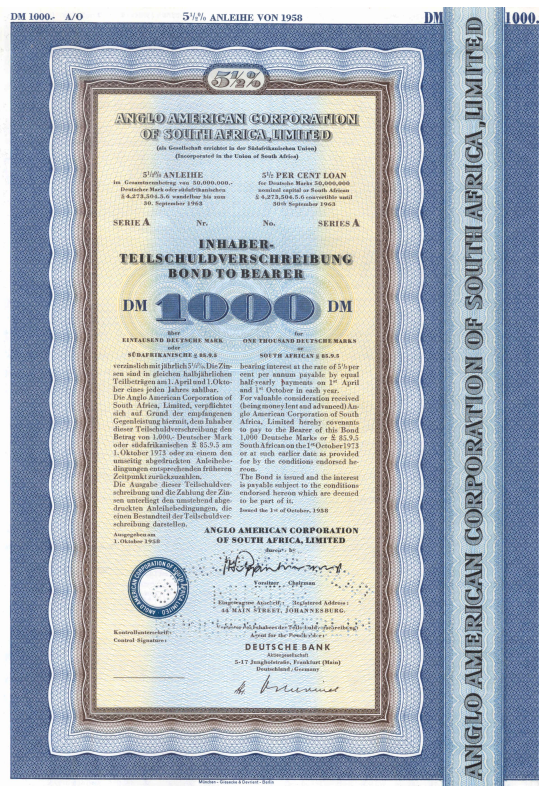 DM 1000.- A/O
5½% ANLEIHE VON 1958
DM 1000.
5½%
ANGLO AMERICAN CORPORATION
OF SOUTH AFRICA, LIMITED
(als Gesellschaft errichtet in der Südafrikanischen Union)
(Incorporated in the Union of South Africa)
5½% ANLEIHE
im Gesamtnennbetrag von 50.000.000.-
Deutscher Mark oder südafrikanischen
£ 4,273,504.5.6 wandelbar bis zum
30. September 1963
5½ PER CENT LOAN
for Deutsche Marks 50,000,000
nominal capital or South African
£ 4,273,504.5.6 convertible until
30th September 1963
SERIE A Nr.
No. SERIES A
INHABER-
TEILSCHULDVERSCHREIBUNG
BOND TO BEARER
DM 1000 DM
über
EINTAUSEND DEUTSCHE MARK
oder
SÜDAFRIKANISCHE £ 85.9.5
for
ONE THOUSAND DEUTSCHE MARKS
or
SOUTH AFRICAN £ 85.9.5
verzinslich mit jährlich 5½%. Die Zin-
sen sind in gleichen halbjährlichen
Teilbeträgen am 1. April und 1. Okto-
ber eines jeden Jahres zahlbar.
Die Anglo American Corporation of
South Africa, Limited, verpflichtet
sich auf Grund der empfangenen
Gegenleistung hiermit, dem Inhaber
dieser Teilschuldverschreibung den
Betrag von 1.000.- Deutscher Mark
oder südafrikanischen £ 85.9.5 am
1. Oktober 1973 oder zu einem den
umseitig abgedruckten Anleihebe-
dingungen entsprechenden früheren
Zeitpunkt zurückzuzahlen.
Die Ausgabe dieser Teilschuldver-
schreibung und die Zahlung der Zin-
sen unterliegt den umstehend abge-
druckten Anleihebedingungen, die
einen Bestandteil der Teilschuldver-
schreibung darstellen.
Ausgegeben am
1. Oktober 1958
bearing interest at the rate of 5½ per
cent per annum payable by equal
half-yearly payments on 1st April
and 1st October in each year.
For valuable consideration received
(being money lent and advanced) An-
glo American Corporation of South
Africa, Limited hereby covenants
to pay to the Bearer of this Bond
1,000 Deutsche Marks or £ 85.9.5
South African on the 1st October 1973
or at such earlier date as provided
for by the conditions endorsed he-
reon.
The Bond is issued and the interest
is payable subject to the conditions
endorsed hereon which are deemed
to be part of it.
Issued the 1st of October, 1958
ANGLO AMERICAN CORPORATION
OF SOUTH AFRICA, LIMITED
durch: by
Vorsitzer Chairman
Eingetragene Anschrift: Registered Address:
44 MAIN STREET, JOHANNESBURG.
ANGLO AMERICAN CORPORATION OF SOUTH AFRICA LIMITED
Kontrollunterschrift:
Control Signature:
Agent for the
DEUTSCHE BANK
Aktiengesellschaft
5-17 Junghofstraße, Frankfurt (Main)
Deutschland / Germany
München - Giesecke & Devrient - Berlin
ANGLO AMERICAN CORPORATION OF SOUTH AFRICA, LIMITED